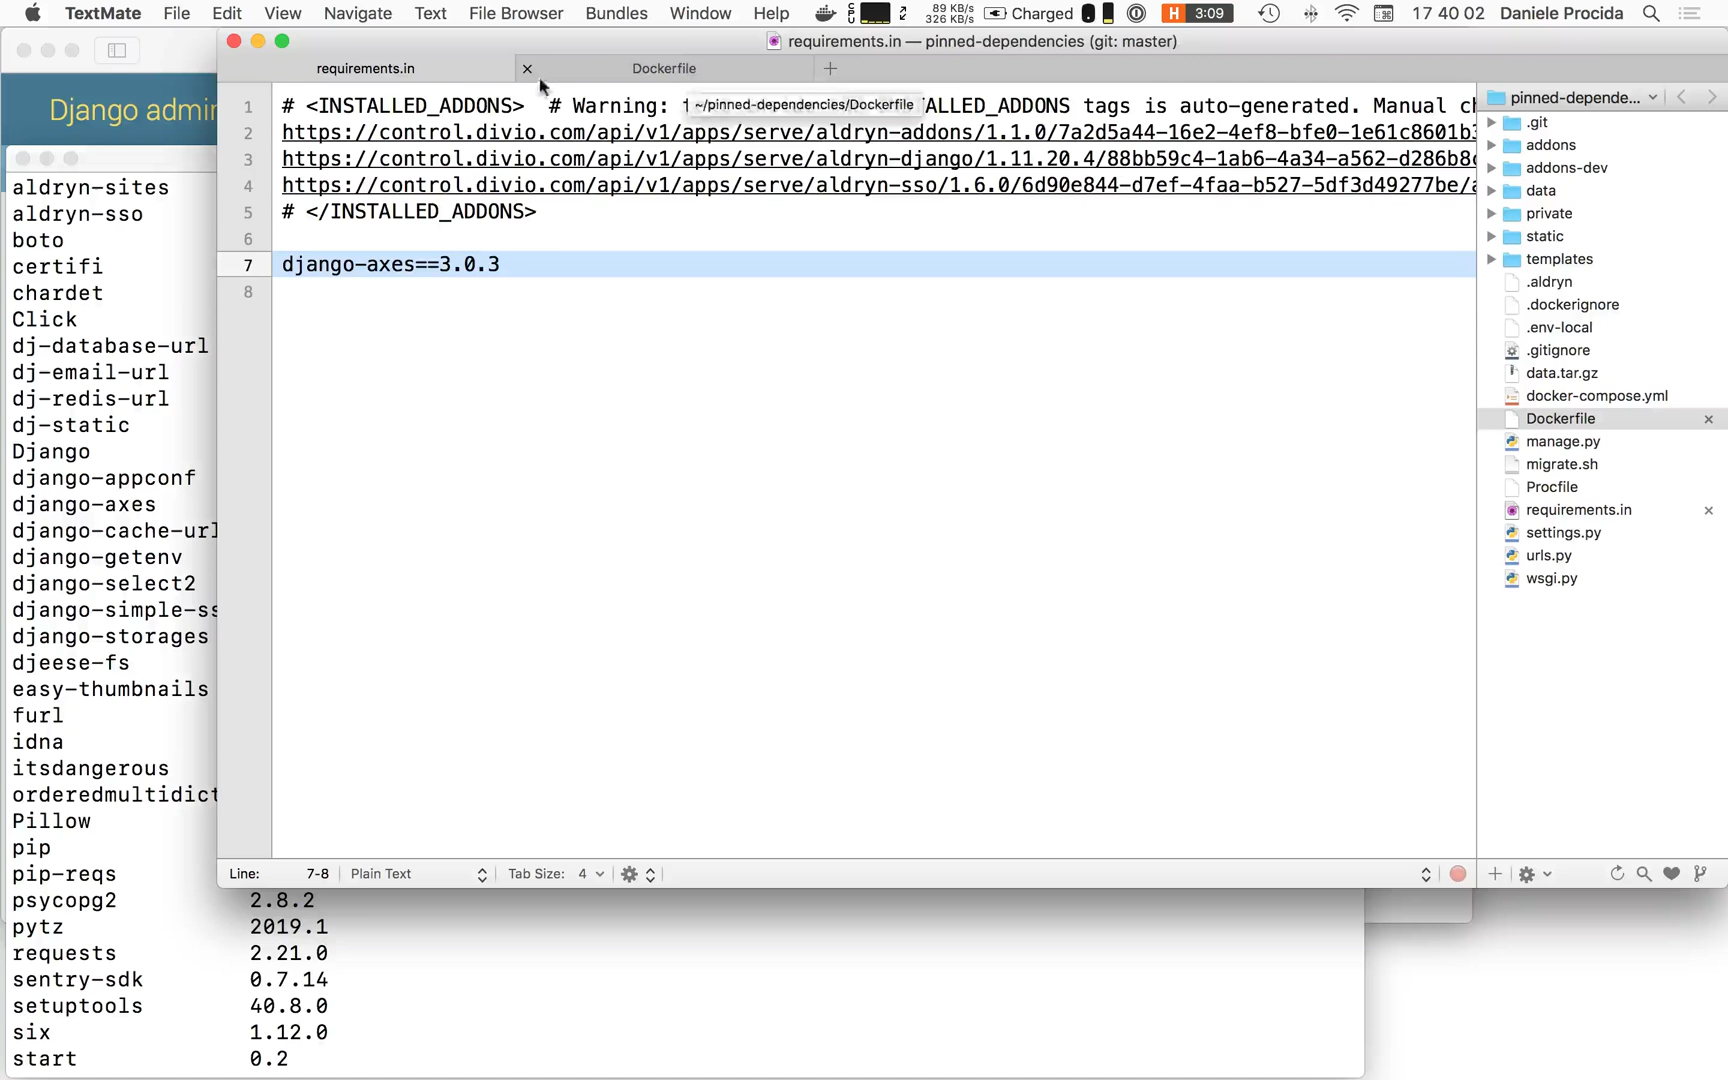 TextMate File Edit View Navigate Text File Browser Bundles Window Help 89 KB/s 326 KB/s Charged H 3:09 17 40 02 Daniele Procida
requirements.in — pinned-dependencies (git: master)
requirements.in Dockerfile
~/pinned-dependencies/Dockerfile
1 # <INSTALLED_ADDONS> # Warning: ALLED_ADDONS tags is auto-generated. Manual
2 https://control.divio.com/api/v1/apps/serve/aldryn-addons/1.1.0/7a2d5a44-16e2-4ef8-bfe0-1e61c8601b3
3 https://control.divio.com/api/v1/apps/serve/aldryn-django/1.11.20.4/88bb59c4-1ab6-4a34-a562-d286b8
4 https://control.divio.com/api/v1/apps/serve/aldryn-sso/1.6.0/6d90e844-d7ef-4faa-b527-5df3d49277be/
5 # </INSTALLED_ADDONS>
6
7 django-axes==3.0.3
8
Line: 7-8 Plain Text Tab Size: 4
pinned-depende...
.git
addons
addons-dev
data
private
static
templates
.aldryn
.dockerignore
.env-local
.gitignore
data.tar.gz
docker-compose.yml
Dockerfile
manage.py
migrate.sh
Procfile
requirements.in
settings.py
urls.py
wsgi.py
Django admin
aldryn-sites
aldryn-sso
boto
certifi
chardet
Click
dj-database-url
dj-email-url
dj-redis-url
dj-static
Django
django-appconf
django-axes
django-cache-url
django-getenv
django-select2
django-simple-ss
django-storages
djeese-fs
easy-thumbnails
furl
idna
itsdangerous
orderedmultidict
Pillow
pip
pip-reqs
psycopg2 2.8.2
pytz 2019.1
requests 2.21.0
sentry-sdk 0.7.14
setuptools 40.8.0
six 1.12.0
start 0.2